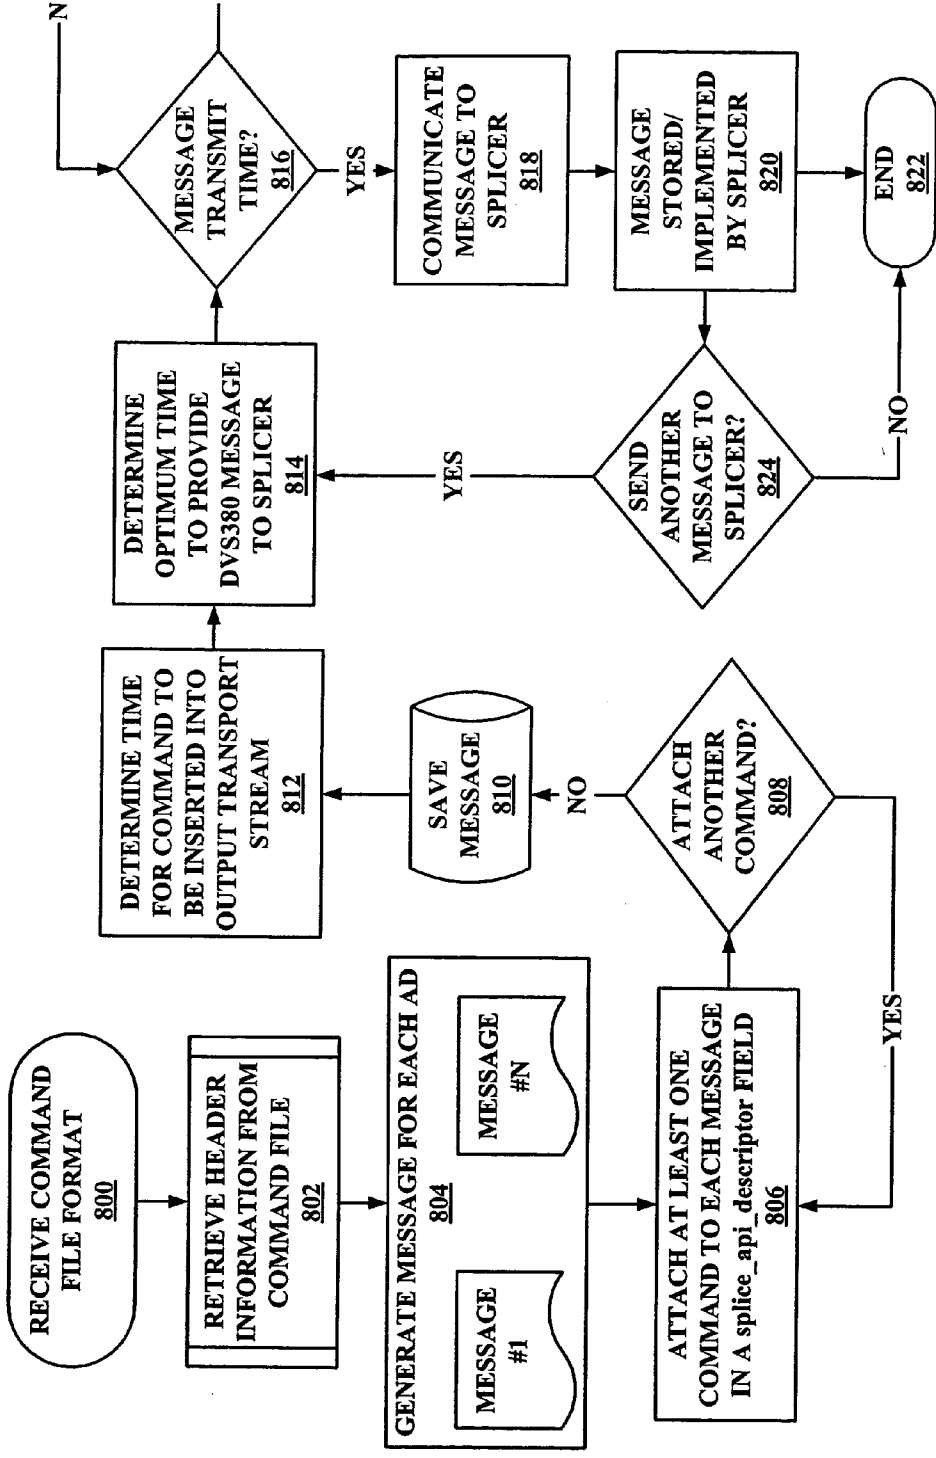 RECEIVE COMMAND
FILE FORMAT
800
RETRIEVE HEADER
INFORMATION FROM
COMMAND FILE
802
GENERATE MESSAGE FOR EACH AD
804
MESSAGE
#1
MESSAGE
#N
ATTACH AT LEAST ONE
COMMAND TO EACH MESSAGE
IN A splice_api_descriptor FIELD
806
ATTACH
ANOTHER
COMMAND?
808
YES
NO
SAVE
MESSAGE
810
DETERMINE TIME
FOR COMMAND TO
BE INSERTED INTO
OUTPUT TRANSPORT
STREAM
812
DETERMINE
OPTIMUM TIME
TO PROVIDE
DVS380 MESSAGE
TO SPLICER
814
MESSAGE
TRANSMIT
TIME?
816
N
YES
COMMUNICATE
MESSAGE TO
SPLICER
818
MESSAGE
STORED/
IMPLEMENTED
BY SPLICER
820
SEND
ANOTHER
MESSAGE TO
SPLICER?
824
YES
NO
END
822